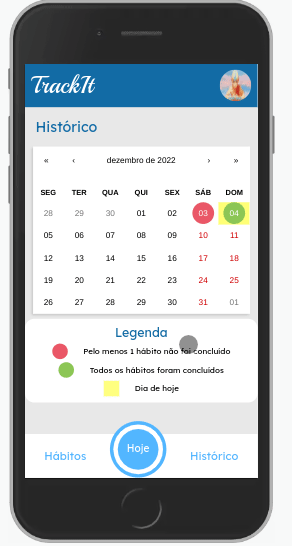 TrackIt
Histórico
« ‹ dezembro de 2022 › »
SEG TER QUA QUI SEX SÁB DOM
28 29 30 01 02 03 04
05 06 07 08 09 10 11
12 13 14 15 16 17 18
19 20 21 22 23 24 25
26 27 28 29 30 31 01
Legenda
Pelo menos 1 hábito não foi concluído
Todos os hábitos foram concluídos
Dia de hoje
Hábitos Hoje Histórico